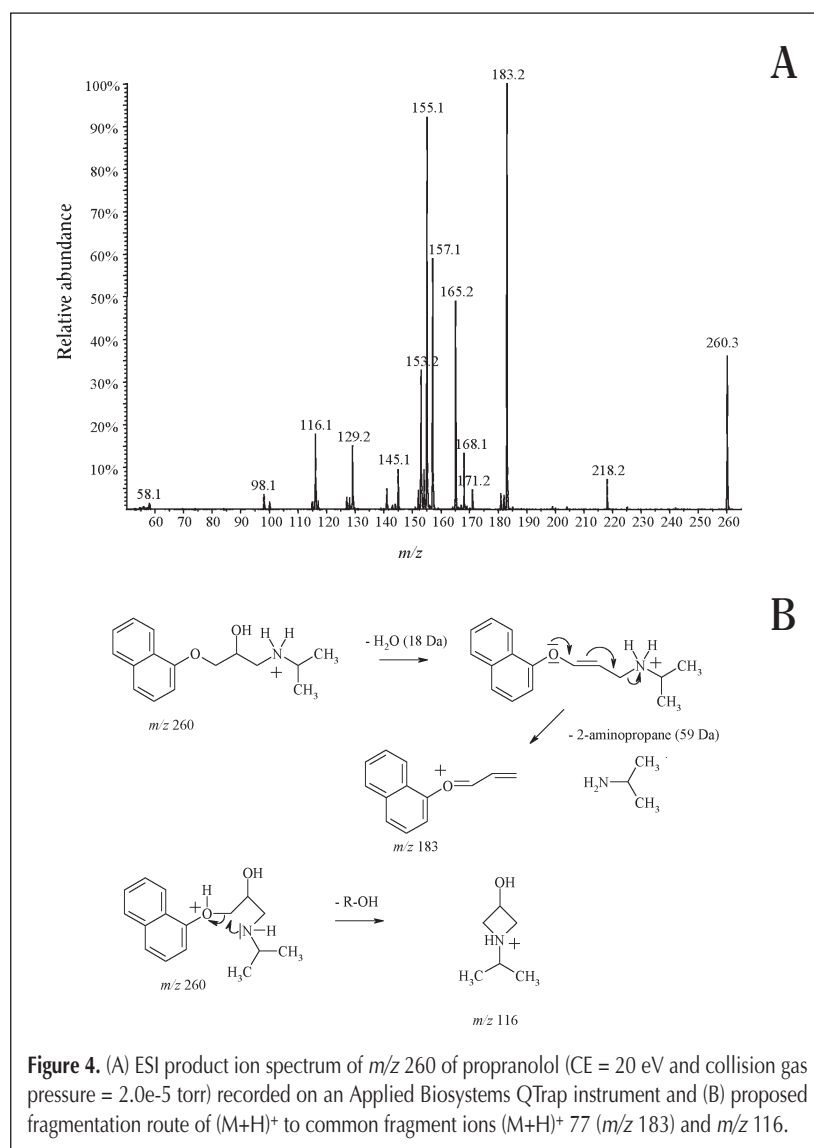 A
183.2
100%
155.1
90%
80%
70%
157.1
60%
165.2
50%
260.3
40%
153.2
30%
116.1
129.2
20%
168.1
145.1
171.2
218.2
10%
98.1
58.1
Relative abundance
60 70 80 90 100 110 120 130 140 150 160 170 180 190 200 210 220 230 240 250 260 265
m/z
B
OH
H H
O N
+
CH3
H3C
m/z 260
- H2O (18 Da)
H H
O N
+
CH3
H3C
- 2-aminopropane (59 Da)
CH3
H2N
CH3
+
O
m/z 183
H OH
+
O
N—H
H3C CH3
m/z 260
- R-OH
OH
HN +
H3C CH3
m/z 116
Figure 4. (A) ESI product ion spectrum of m/z 260 of propranolol (CE = 20 eV and collision gas
pressure = 2.0e-5 torr) recorded on an Applied Biosystems QTrap instrument and (B) proposed
fragmentation route of (M+H)+ to common fragment ions (M+H)+ 77 (m/z 183) and m/z 116.